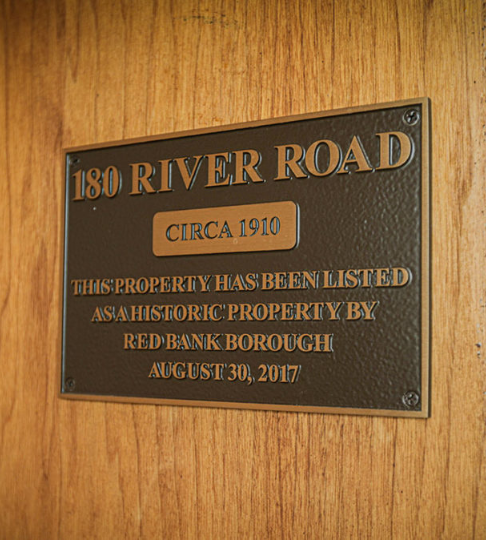 180 RIVER ROAD
CIRCA 1910
THIS PROPERTY HAS BEEN LISTED
AS A HISTORIC PROPERTY BY
RED BANK BOROUGH
AUGUST 30, 2017